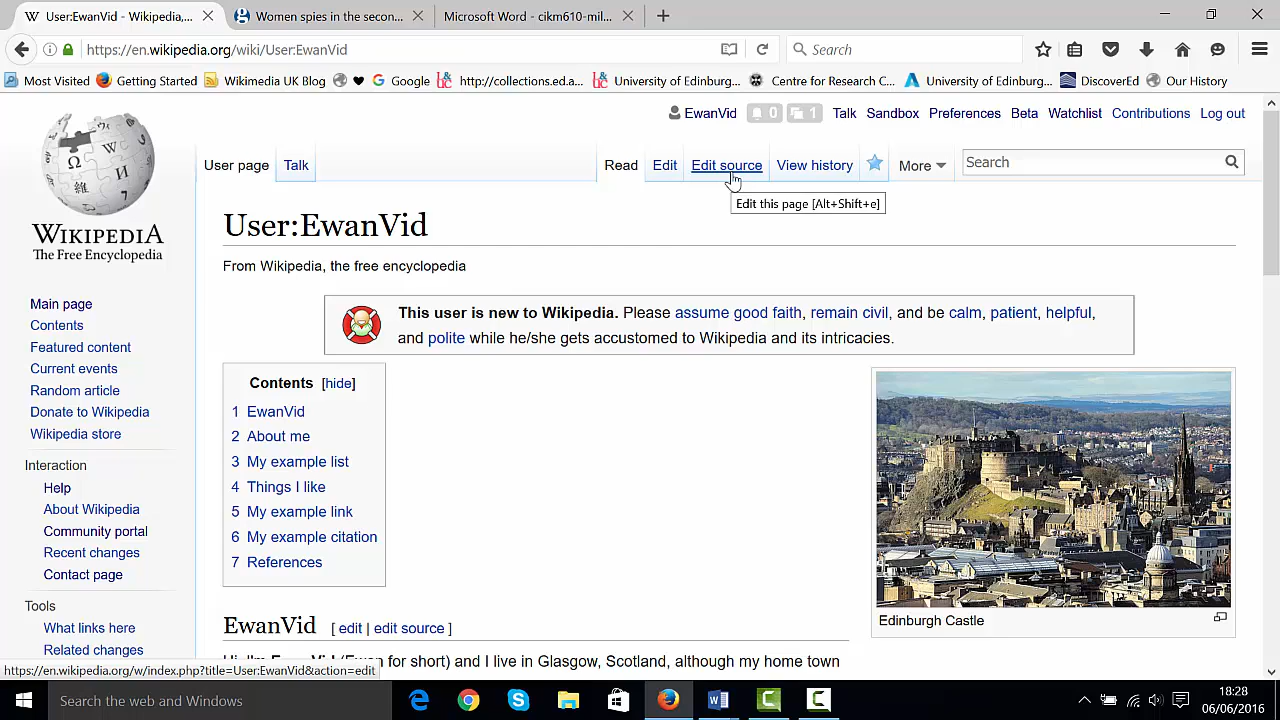 User:EwanVid - Wikipedia,...
Women spies in the secon...
Microsoft Word - cikm610-mil...
https://en.wikipedia.org/wiki/User:EwanVid
Search
Most Visited
Getting Started
Wikimedia UK Blog
Google
http://collections.ed.a...
University of Edinburg...
Centre for Research C...
University of Edinburg...
DiscoverEd
Our History
EwanVid 0 1 Talk Sandbox Preferences Beta Watchlist Contributions Log out
User page Talk Read Edit Edit source View history More Search
Edit this page [Alt+Shift+e]
WIKIPEDIA
The Free Encyclopedia
Main page
Contents
Featured content
Current events
Random article
Donate to Wikipedia
Wikipedia store
Interaction
Help
About Wikipedia
Community portal
Recent changes
Contact page
Tools
What links here
Related changes
User:EwanVid
From Wikipedia, the free encyclopedia
This user is new to Wikipedia. Please assume good faith, remain civil, and be calm, patient, helpful,
and polite while he/she gets accustomed to Wikipedia and its intricacies.
Contents [hide]
1 EwanVid
2 About me
3 My example list
4 Things I like
5 My example link
6 My example citation
7 References
Edinburgh Castle
EwanVid [ edit | edit source ]
for short) and I live in Glasgow, Scotland, although my home town
https://en.wikipedia.org/w/index.php?title=User:EwanVid&action=edit
Search the web and Windows
18:28
06/06/2016